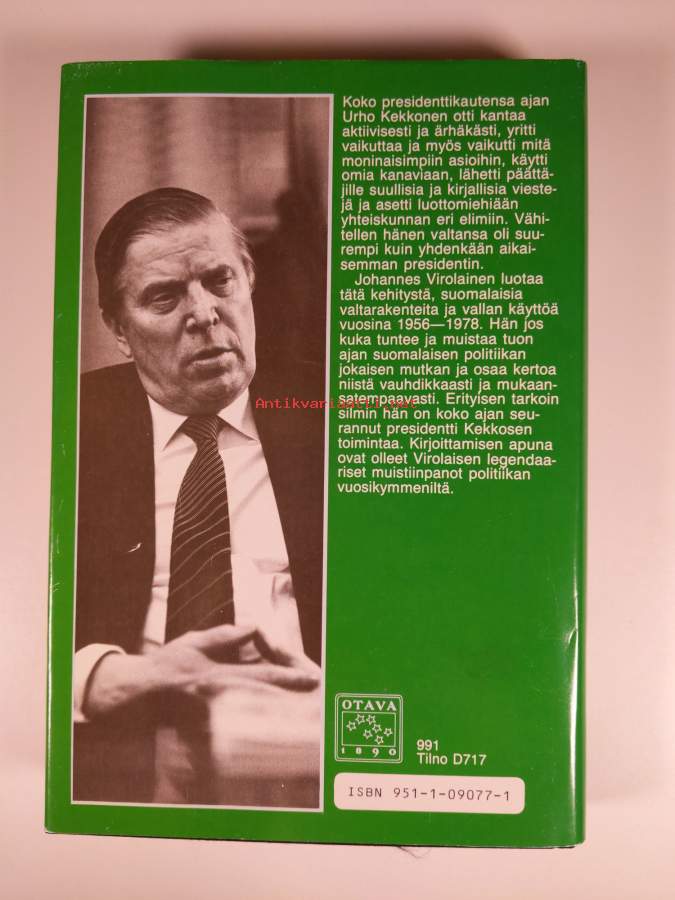 Koko presidenttikautensa ajan
Urho Kekkonen otti kantaa
aktiivisesti ja ärhäkästi, yritti
vaikuttaa ja myös vaikutti mitä
moninaisimpiin asioihin, käytti
omia kanaviaan, lähetti päättä-
jille suullisia ja kirjallisia vieste-
jä ja asetti luottomiehiään
yhteiskunnan eri elimiin. Vähi-
tellen hänen valtansa oli suu-
rempi kuin yhdenkään aikai-
semman presidentin.
Johannes Virolainen luotaa
tätä kehitystä, suomalaisia
valtarakenteita ja vallan käyttöä
vuosina 1956—1978. Hän jos
kuka tuntee ja muistaa tuon
ajan suomalaisen politiikan
jokaisen mutkan ja osaa kertoa
niistä vauhdikkaasti ja mukaan-
satempaavasti. Erityisen tarkoin
silmin hän on koko ajan seu-
rannut presidentti Kekkosen
toimintaa. Kirjoittamisen apuna
ovat olleet Virolaisen legendaa-
riset muistiinpanot politiikan
vuosikymmeniltä.
Antikvariaatti.net
OTAVA
1890
991
Tilno D717
ISBN 951-1-09077-1